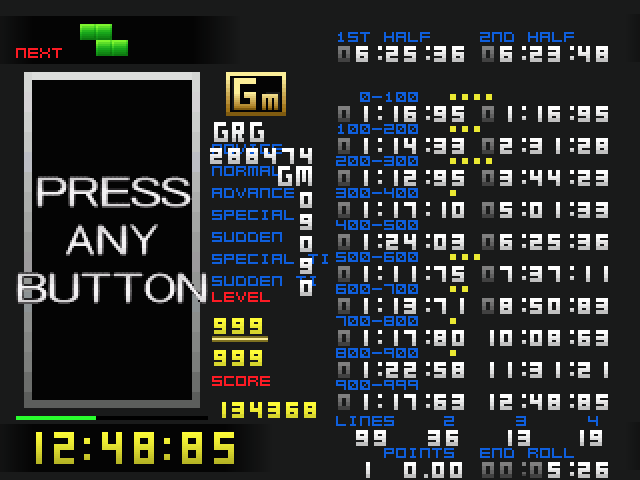 NEXT
PRESS
ANY
BUTTON
12:48:85
Gm
GRG
288474
NORMAL GM
ADVANCE 0
SPECIAL 9
SUDDEN 0
SPECIAL TI 9
SUDDEN TI 0
LEVEL
999
999
SCORE
134368
1ST HALF 2ND HALF
06:25:36 06:23:48
0-100
01:16:95 01:16:95
100-200
01:14:33 02:31:28
200-300
01:12:95 03:44:23
300-400
01:17:10 05:01:33
400-500
01:24:03 06:25:36
500-600
01:11:75 07:37:11
600-700
01:13:71 08:50:83
700-800
01:17:80 10:08:63
800-900
01:22:58 11:31:21
900-999
01:17:63 12:48:85
LINES 2 3 4
99 36 13 19
POINTS END ROLL
1 0.00 00:05:26